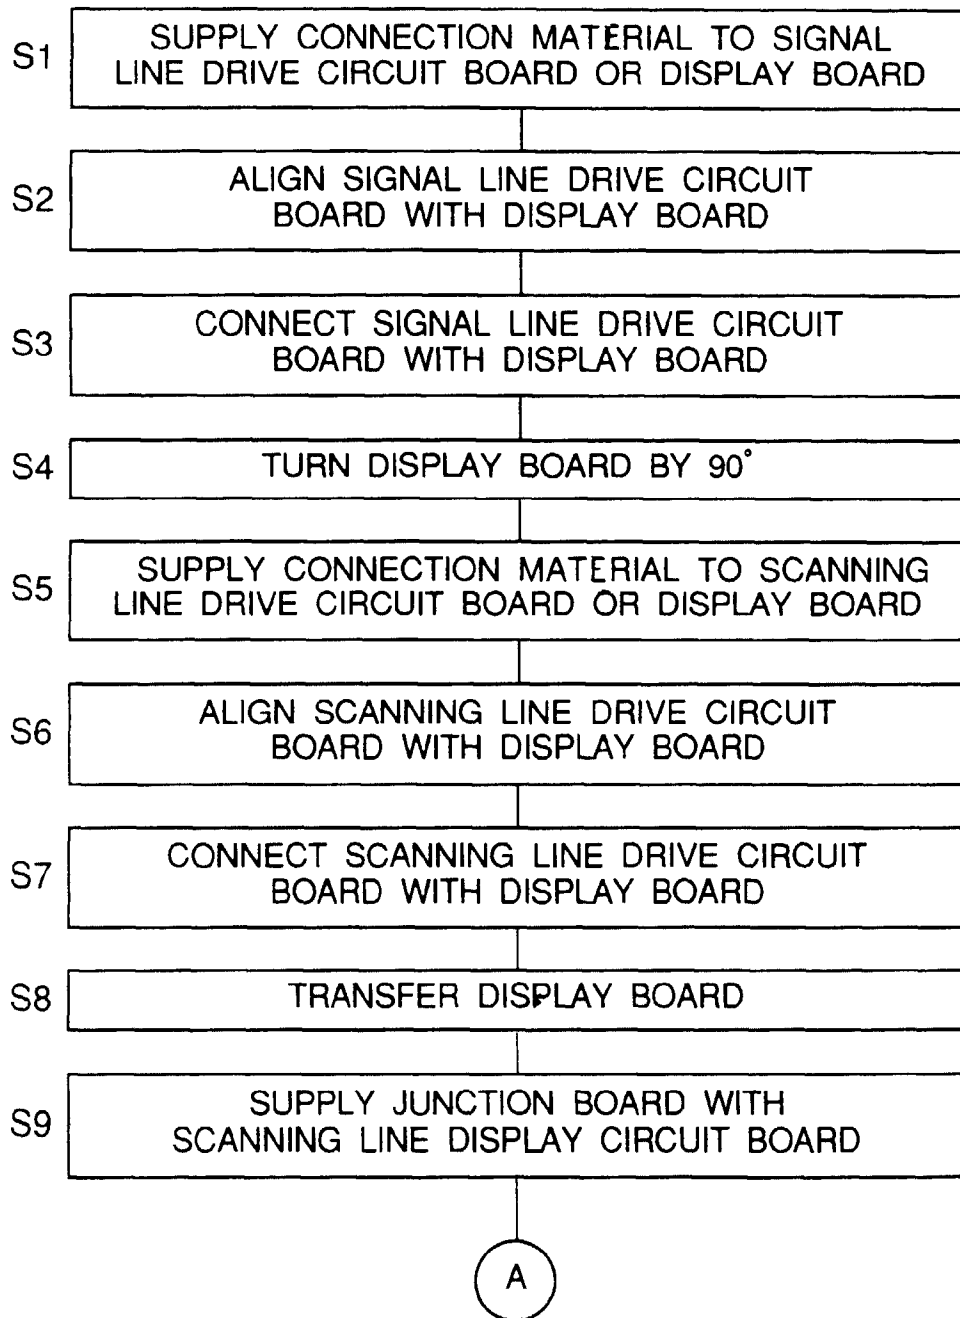 S1
SUPPLY CONNECTION MATERIAL TO SIGNAL
LINE DRIVE CIRCUIT BOARD OR DISPLAY BOARD
S2
ALIGN SIGNAL LINE DRIVE CIRCUIT
BOARD WITH DISPLAY BOARD
S3
CONNECT SIGNAL LINE DRIVE CIRCUIT
BOARD WITH DISPLAY BOARD
S4
TURN DISPLAY BOARD BY 90°
S5
SUPPLY CONNECTION MATERIAL TO SCANNING
LINE DRIVE CIRCUIT BOARD OR DISPLAY BOARD
S6
ALIGN SCANNING LINE DRIVE CIRCUIT
BOARD WITH DISPLAY BOARD
S7
CONNECT SCANNING LINE DRIVE CIRCUIT
BOARD WITH DISPLAY BOARD
S8
TRANSFER DISPLAY BOARD
S9
SUPPLY JUNCTION BOARD WITH
SCANNING LINE DISPLAY CIRCUIT BOARD
A